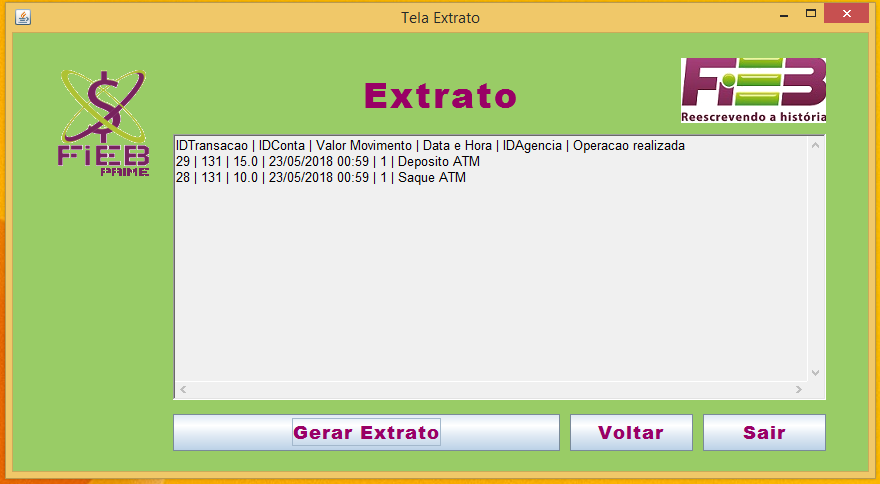 Tela Extrato
Extrato
FiEB
PRIME
FiEB
Reescrevendo a história
IDTransacao | IDConta | Valor Movimento | Data e Hora | IDAgencia | Operacao realizada
29 | 131 | 15.0 | 23/05/2018 00:59 | 1 | Deposito ATM
28 | 131 | 10.0 | 23/05/2018 00:59 | 1 | Saque ATM
Gerar Extrato
Voltar
Sair